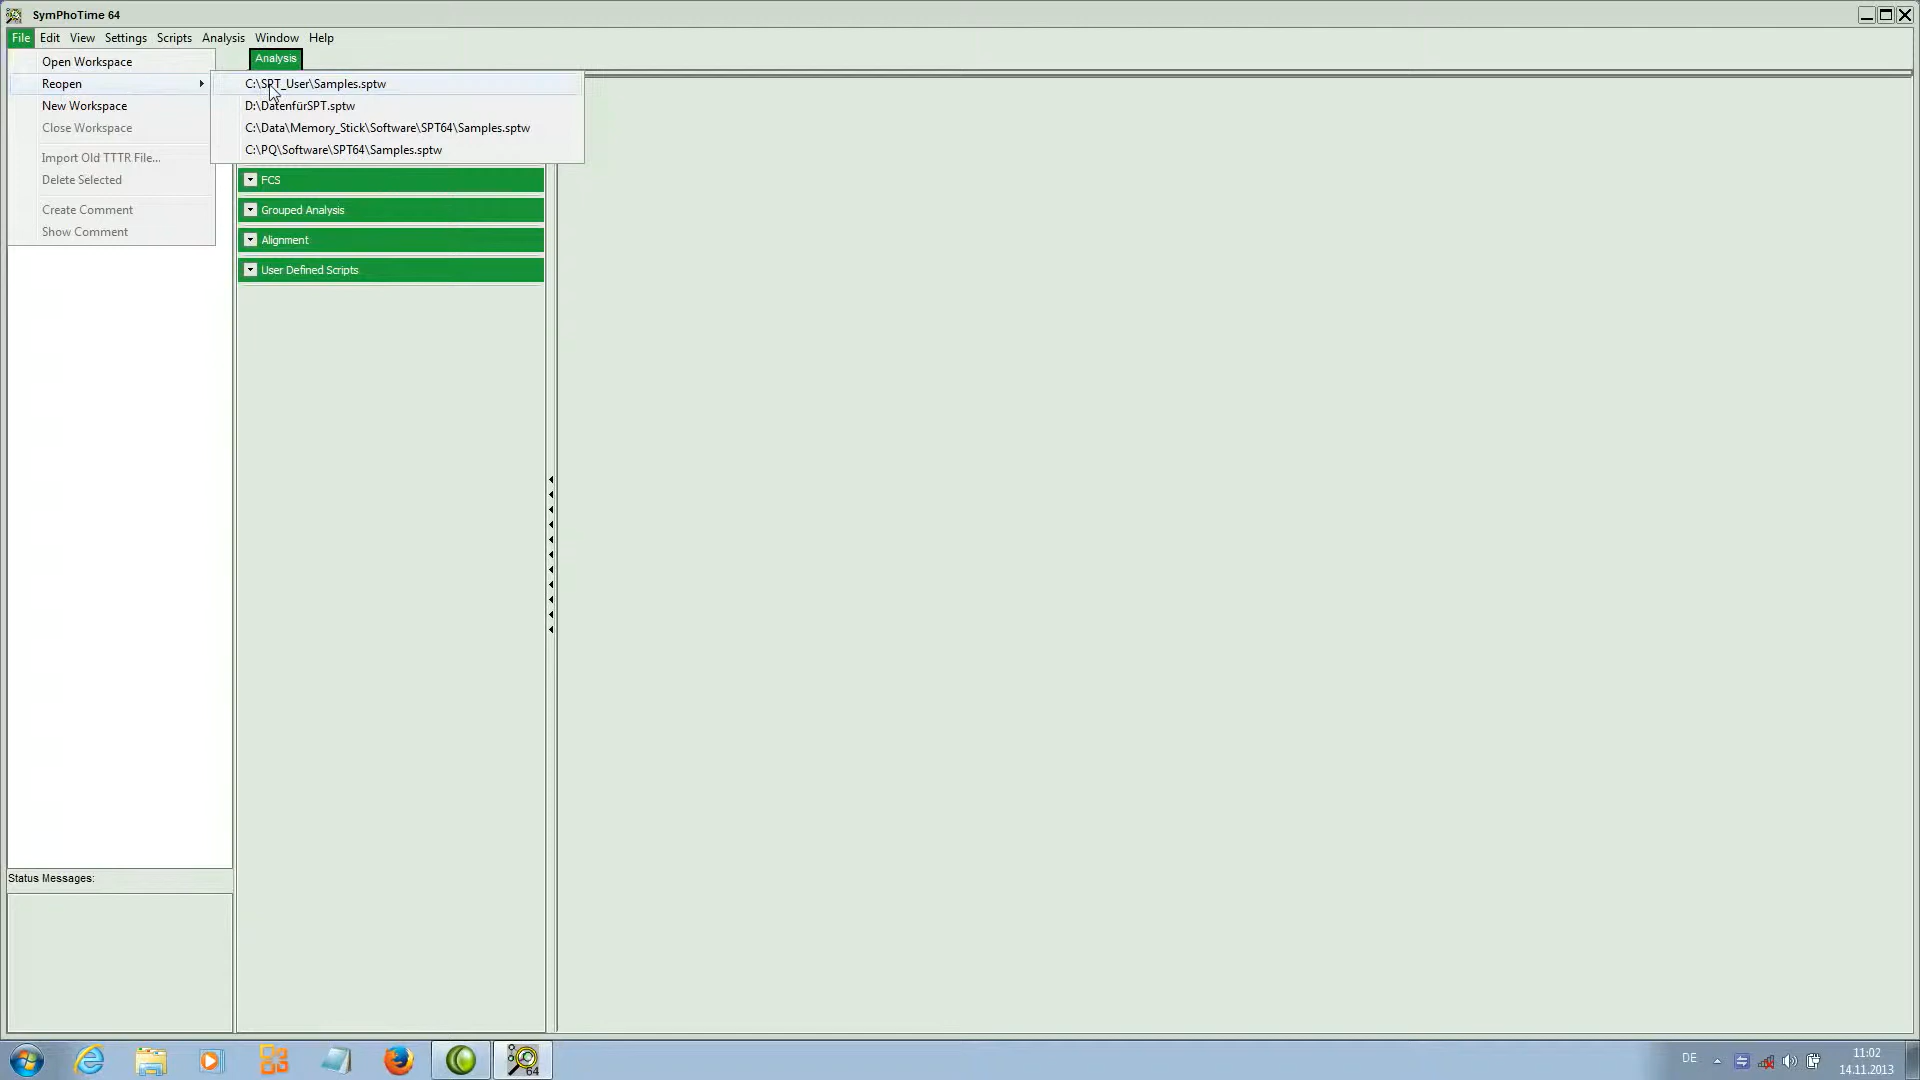 SymPhoTime 64
File Edit View Settings Scripts Analysis Window Help
Open Workspace
Reopen
New Workspace
Close Workspace
Import Old TTTR File...
Delete Selected
Create Comment
Show Comment
Analysis
C:\SPT_User\Samples.sptw
D:\DatenfürSPT.sptw
C:\Data\Memory_Stick\Software\SPT64\Samples.sptw
C:\PQ\Software\SPT64\Samples.sptw
FCS
Grouped Analysis
Alignment
User Defined Scripts
Status Messages:
64
DE
11:02
14.11.2013